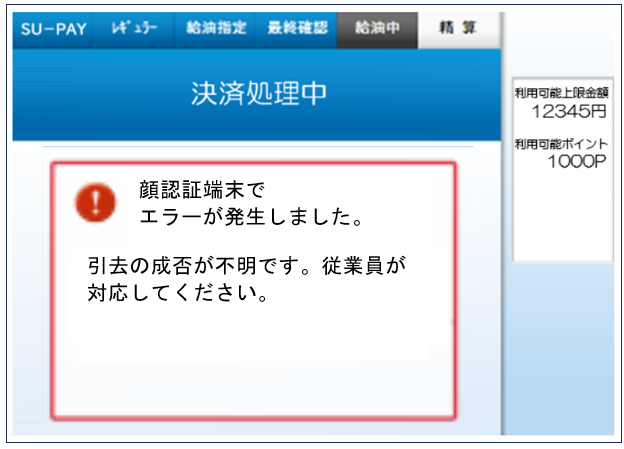 SU-PAY ﾚｷﾞｭﾗｰ 給油指定 最終確認 給油中 精算
決済処理中
利用可能上限金額
12345円
利用可能ポイント
1000P
顔認証端末で
エラーが発生しました。
引去の成否が不明です。従業員が
対応してください。